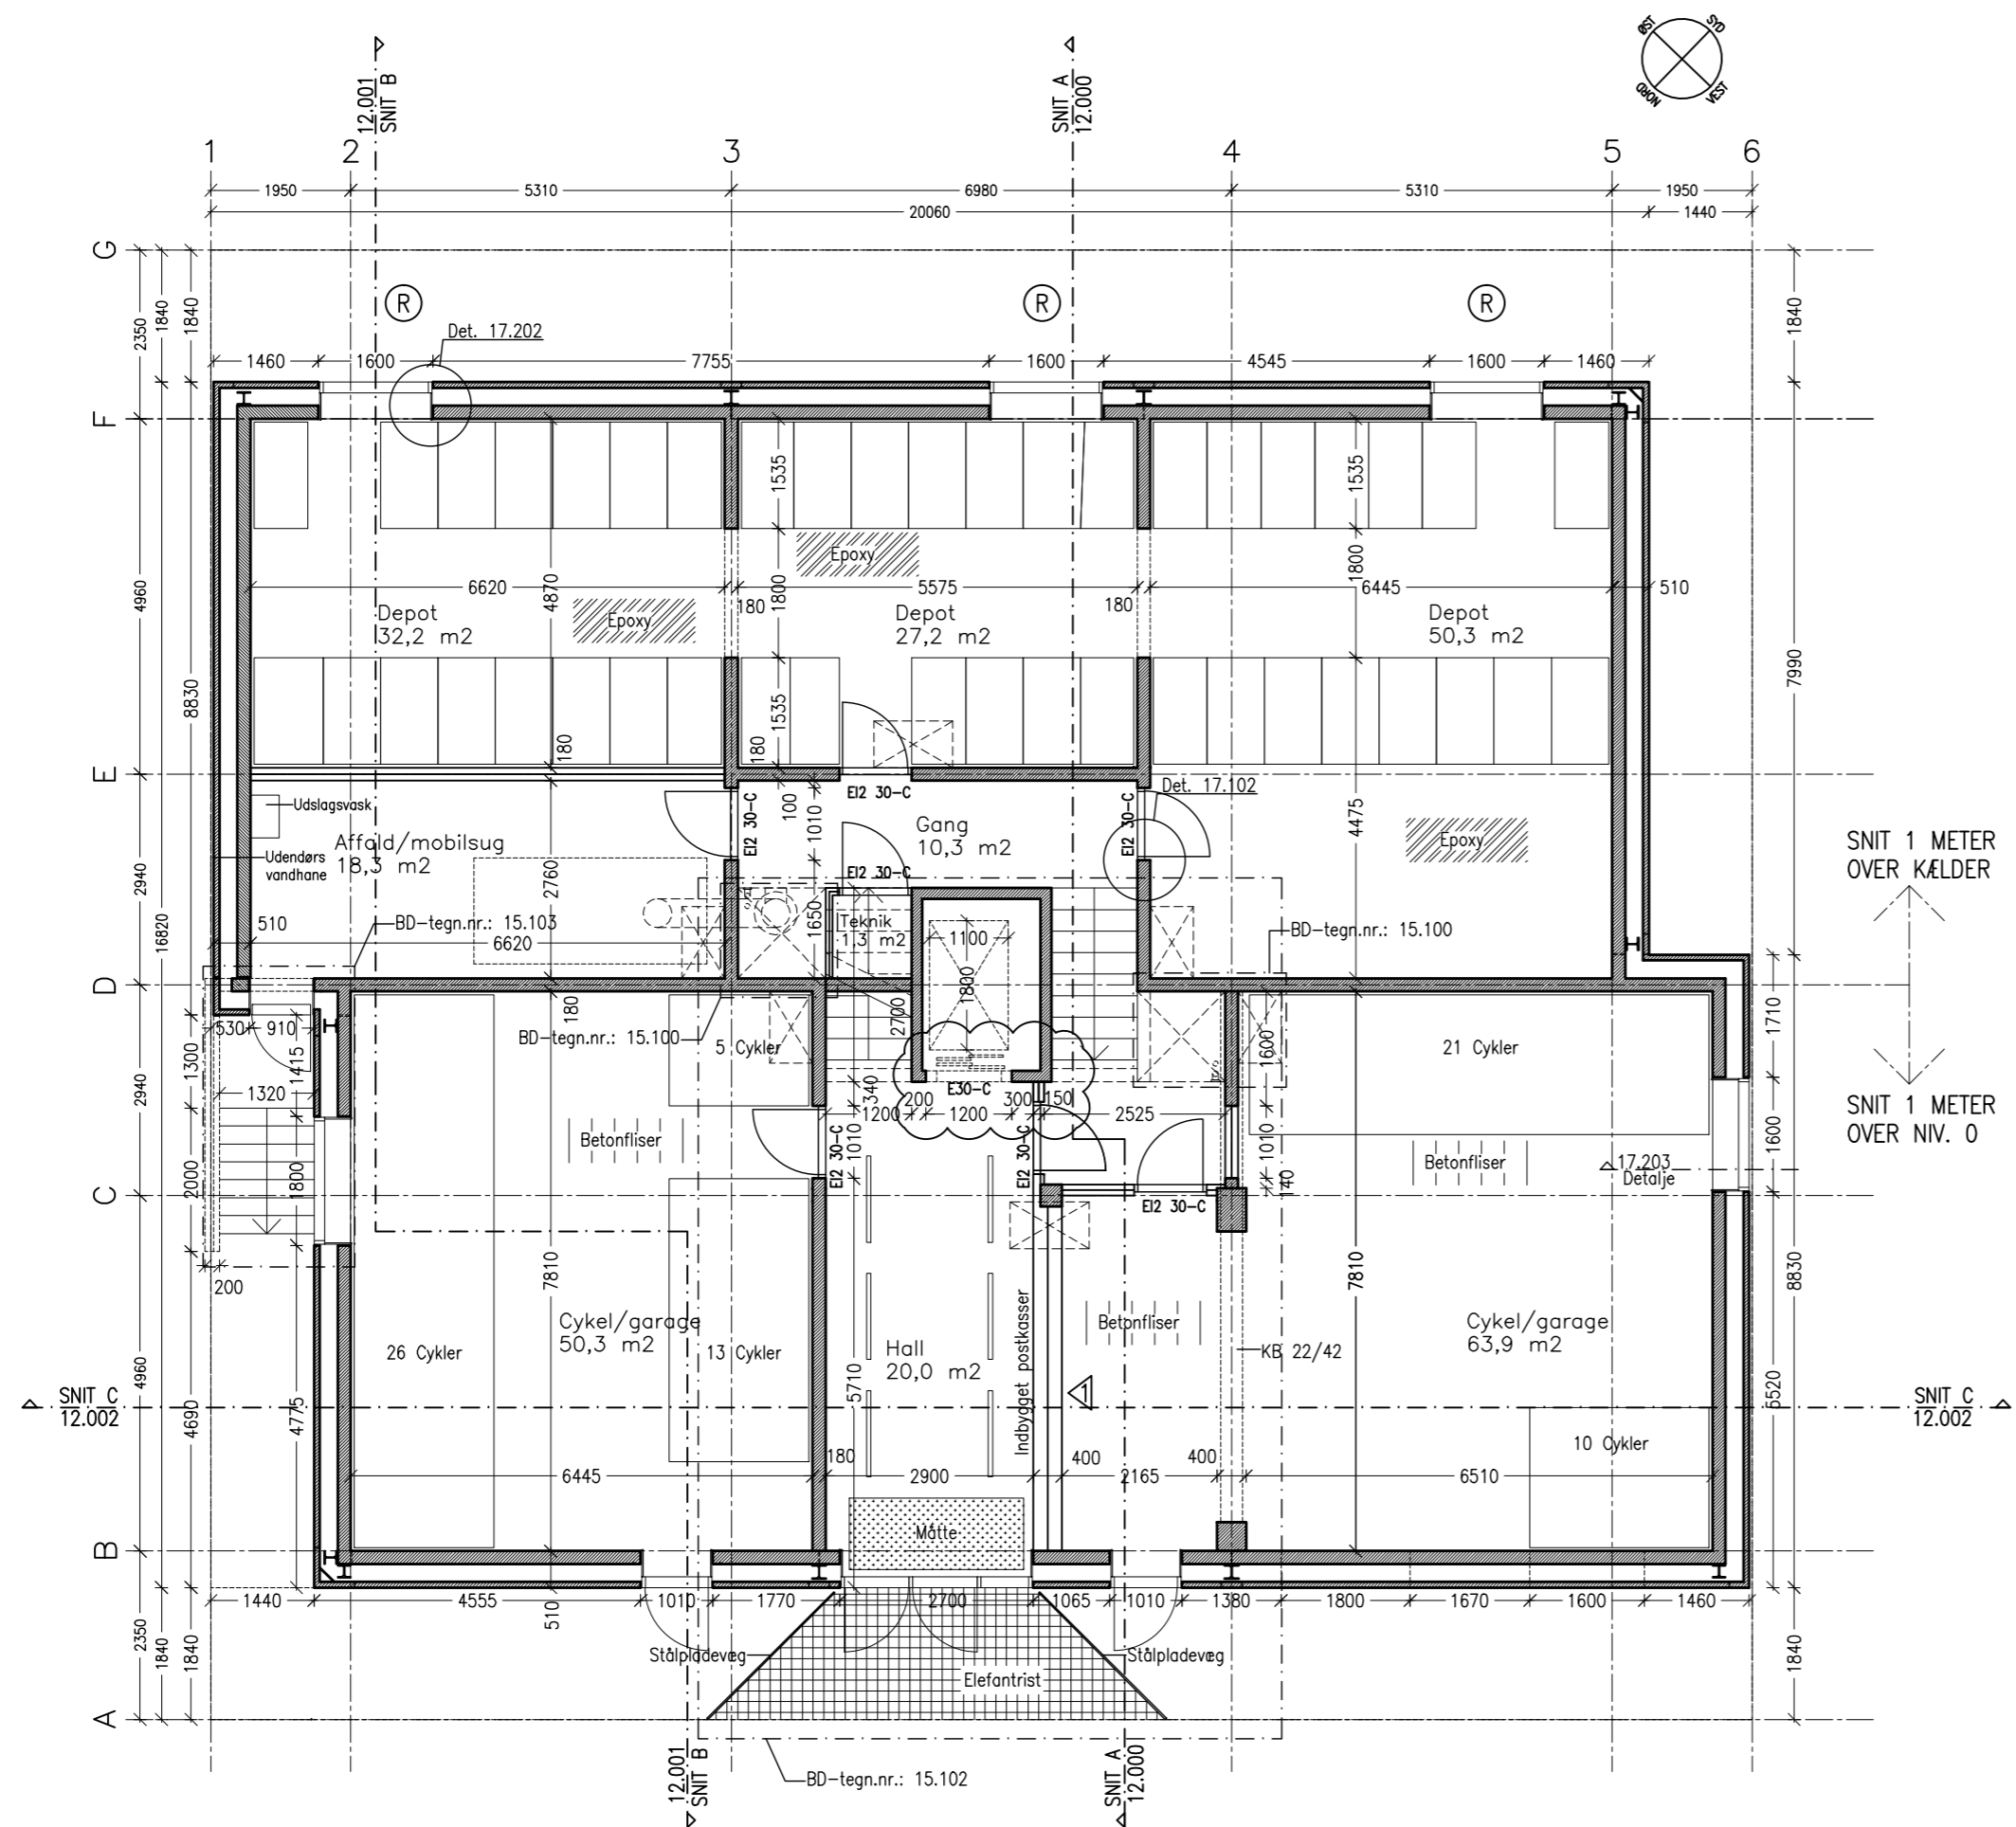 ØST
SYD
NORD
VEST
12.001
SNIT B
SNIT A
12.000
1
2
3
4
5
6
1950
5310
6980
5310
1950
20060
1440
G
F
E
D
C
B
A
2350
4960
2940
2940
4960
2350
1840
16820
1840
1840
8830
1300
2000
4690
1840
R
R
R
Det. 17.202
1460
1600
7755
1600
4545
1600
1460
1840
7990
8830
1840
1535
1535
Epoxy
1800
1800
6620
4870
180
5575
180
6445
510
Depot
32,2 m2
Epoxy
Depot
27,2 m2
Depot
50,3 m2
1535
180
180
Det. 17.102
EI2 30-C
EI2 30-C
EI2 30-C
EI2 30-C
100
1010
Udslagsvask
Affald/mobilsug
18,3 m2
Udendørs
vandhane
Gang
10,3 m2
4475
Epoxy
SNIT 1 METER
OVER KÆLDER
2760
510
BD-tegn.nr.: 15.103
6620
1650
Teknik
1,3 m2
1100
1800
BD-tegn.nr.: 15.100
530
910
1415
1320
180
BD-tegn.nr.: 15.100
5 Cykler
2700
1600
21 Cykler
1710
1600
5520
SNIT 1 METER
OVER NIV. 0
340
200
E30-C
300
150
1200
1200
2525
1010
1010
140
EI2 30-C
EI2 30-C
EI2 30-C
Betonfliser
Betonfliser
17.203
Detalje
1800
200
7810
7810
Cykel/garage
50,3 m2
26 Cykler
13 Cykler
Hall
20,0 m2
5710
Indbygget postkasser
Betonfliser
KB 22/42
Cykel/garage
63,9 m2
1
SNIT C
12.002
SNIT C
12.002
4775
10 Cykler
6445
180
2900
400
2165
400
6510
Måtte
1440
4555
510
1010
1770
2700
1065
1010
1380
1800
1670
1600
1460
Stålpladevæg
Stålpladevæg
Elefantrist
12.001
SNIT B
BD-tegn.nr.: 15.102
SNIT A
12.000